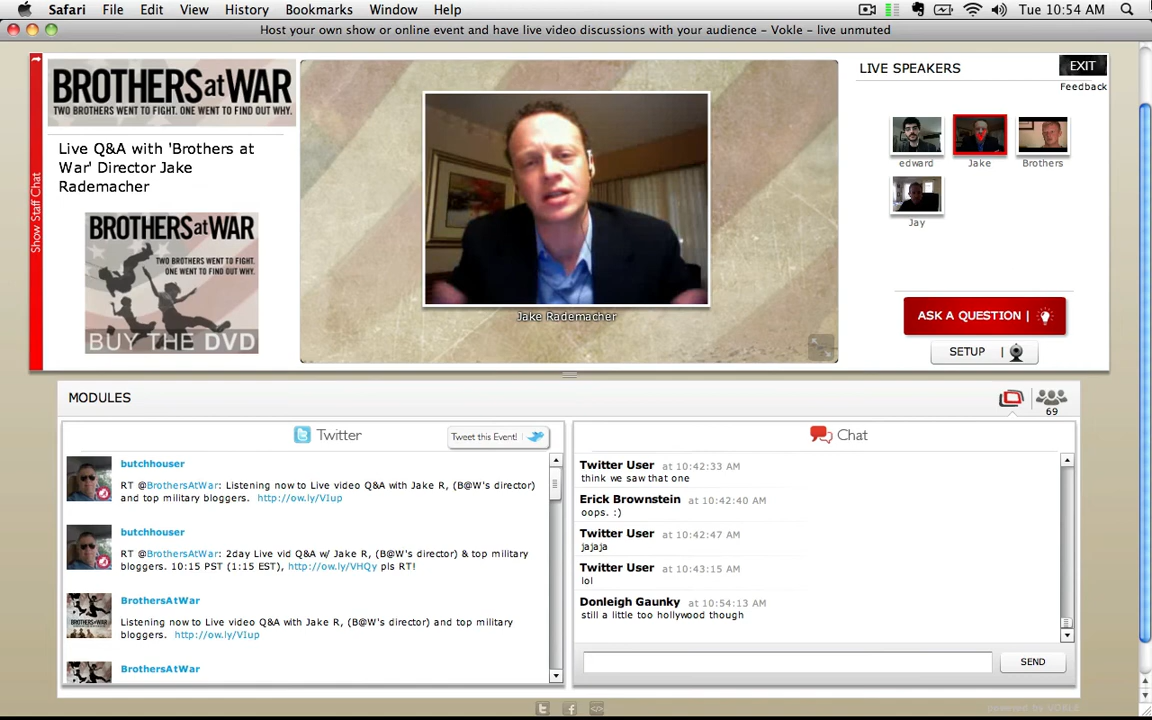 Safari File Edit View History Bookmarks Window Help Tue 10:54 AM
Host your own show or online event and have live video discussions with your audience – Vokle – live unmuted
Show Staff Chat
BROTHERS at WAR
TWO BROTHERS WENT TO FIGHT. ONE WENT TO FIND OUT WHY.
Live Q&A with 'Brothers at
War' Director Jake
Rademacher
BROTHERS at WAR
TWO BROTHERS WENT TO FIGHT.
ONE WENT TO FIND OUT WHY.
BUY THE DVD
Jake Rademacher
LIVE SPEAKERS
EXIT
Feedback
edward Jake Brothers
Jay
ASK A QUESTION |
SETUP |
MODULES
69
Twitter
Tweet this Event!
butchhouser
RT @BrothersAtWar: Listening now to Live video Q&A with Jake R, (B@W's director)
and top military bloggers. http://ow.ly/VIup
butchhouser
RT @BrothersAtWar: 2day Live vid Q&A w/ Jake R, (B@W's director) & top military
bloggers. 10:15 PST (1:15 EST), http://ow.ly/VHQy pls RT!
BrothersAtWar
Listening now to Live video Q&A with Jake R, (B@W's director) and top military
bloggers. http://ow.ly/VIup
BrothersAtWar
Chat
Twitter User at 10:42:33 AM
think we saw that one
Erick Brownstein at 10:42:40 AM
oops. :)
Twitter User at 10:42:47 AM
jajaja
Twitter User at 10:43:15 AM
lol
Donleigh Gaunky at 10:54:13 AM
still a little too hollywood though
SEND
powered by VOKLE